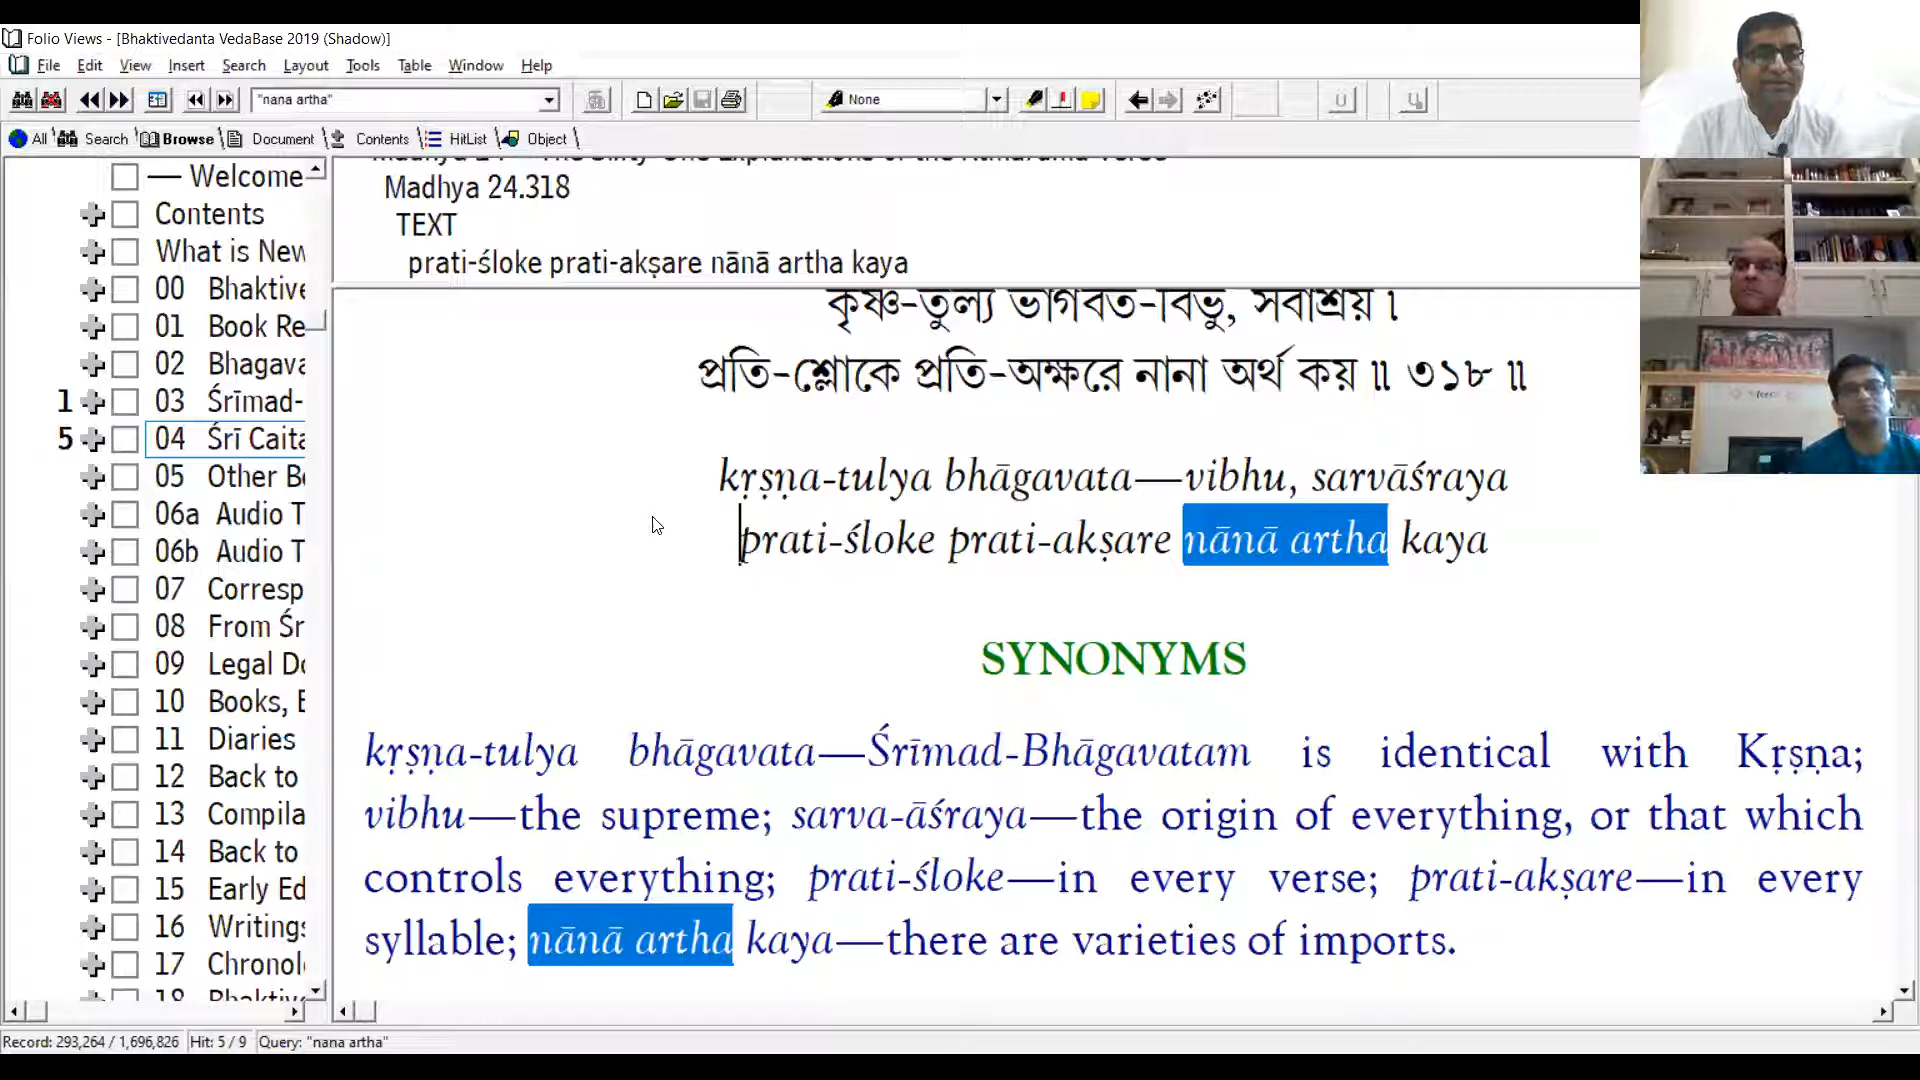 Folio Views - [Bhaktivedanta VedaBase 2019 (Shadow)]
File Edit View Insert Search Layout Tools Table Window Help
"nana artha" None
All Search Browse Document Contents HitList Object
— Welcome
Contents
What is New
00 Bhaktive
01 Book Re
02 Bhagava
1 03 Śrīmad-
5 04 Śrī Caita
05 Other Bo
06a Audio T
06b Audio T
07 Corresp
08 From Śr
09 Legal Do
10 Books, E
11 Diaries
12 Back to
13 Compila
14 Back to
15 Early Ed
16 Writings
17 Chronol
18 Bhaktiv
Madhya 24.318
TEXT
prati-śloke prati-akṣare nānā artha kaya
কৃষ্ণ-তুল্য ভাগবত-বিভু, সর্বাশ্রয় ।
প্রতি-শ্লোকে প্রতি-অক্ষরে নানা অর্থ কয় ॥ ৩১৮ ॥
kṛṣṇa-tulya bhāgavata—vibhu, sarvāśraya
prati-śloke prati-akṣare nānā artha kaya
SYNONYMS
kṛṣṇa-tulya bhāgavata—Śrīmad-Bhāgavatam is identical with Kṛṣṇa;
vibhu—the supreme; sarva-āśraya—the origin of everything, or that which
controls everything; prati-śloke—in every verse; prati-akṣare—in every
syllable; nānā artha kaya—there are varieties of imports.
Record: 293,264 / 1,696,826 Hit: 5 / 9 Query: "nana artha"